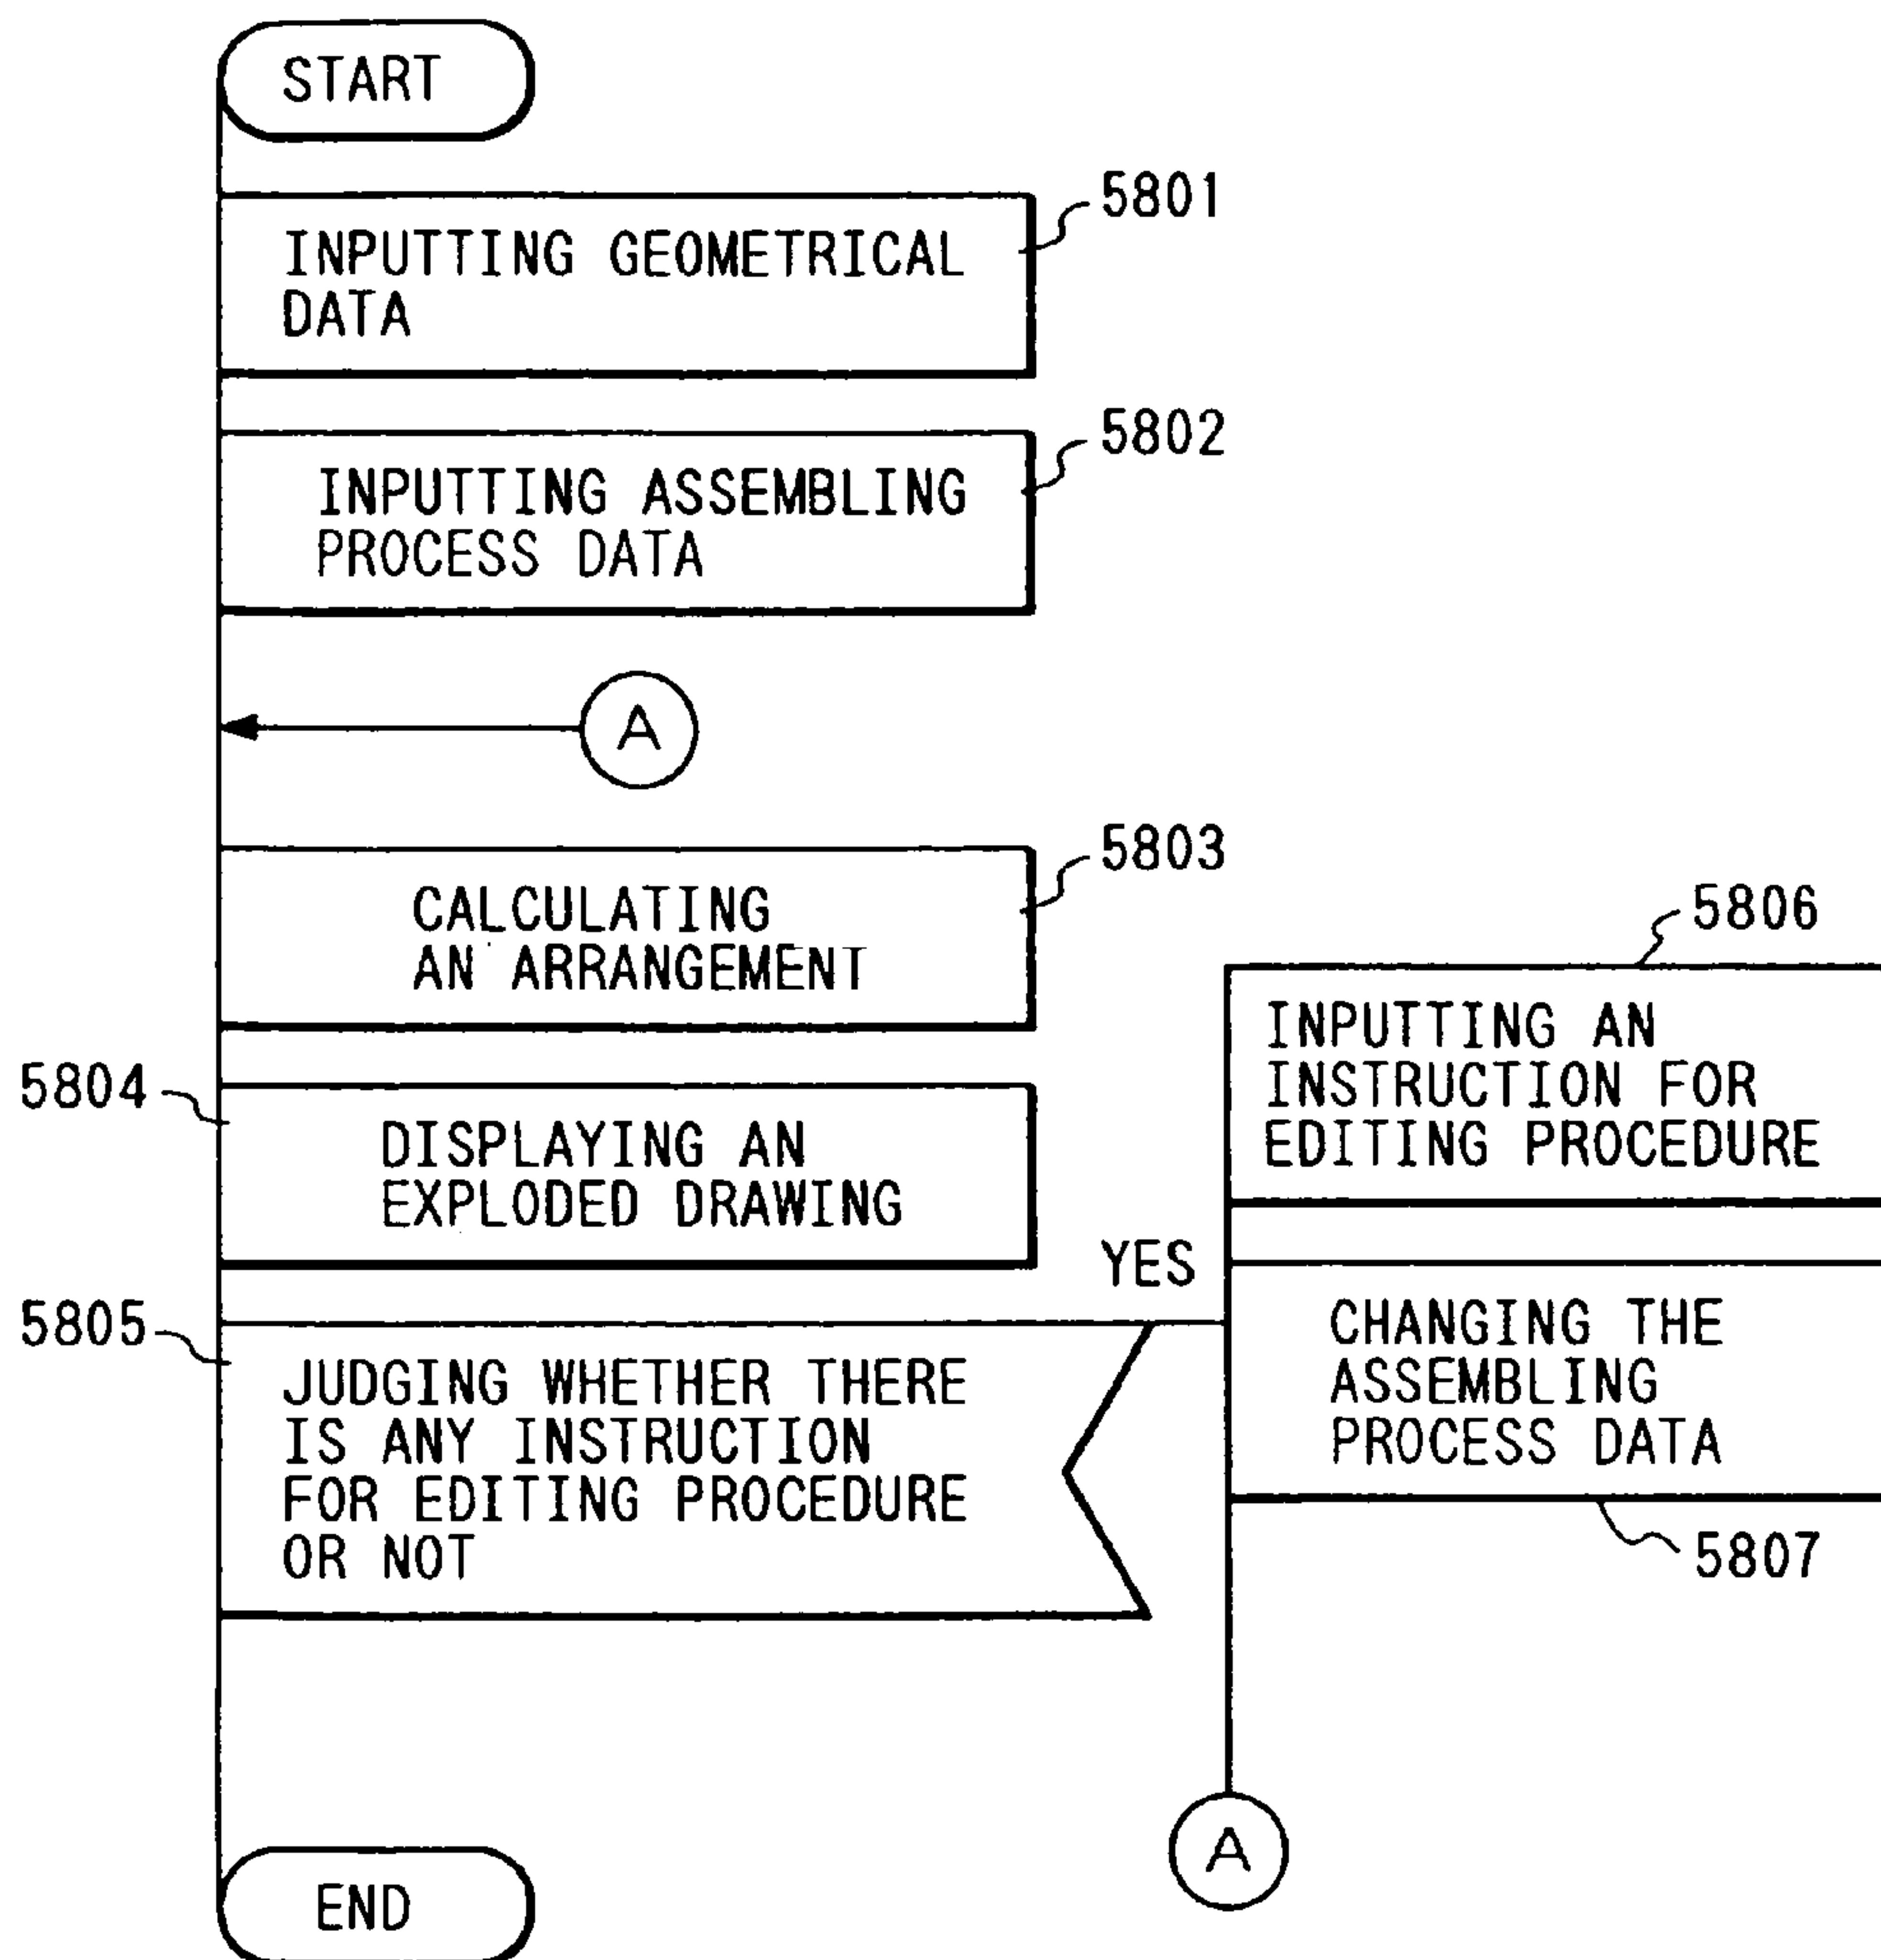 START
5801
INPUTTING GEOMETRICAL
DATA
5802
INPUTTING ASSEMBLING
PROCESS DATA
A
5803
CALCULATING
AN ARRANGEMENT
5804
DISPLAYING AN
EXPLODED DRAWING
5805
JUDGING WHETHER THERE
IS ANY INSTRUCTION
FOR EDITING PROCEDURE
OR NOT
YES
5806
INPUTTING AN
INSTRUCTION FOR
EDITING PROCEDURE
CHANGING THE
ASSEMBLING
PROCESS DATA
5807
A
END